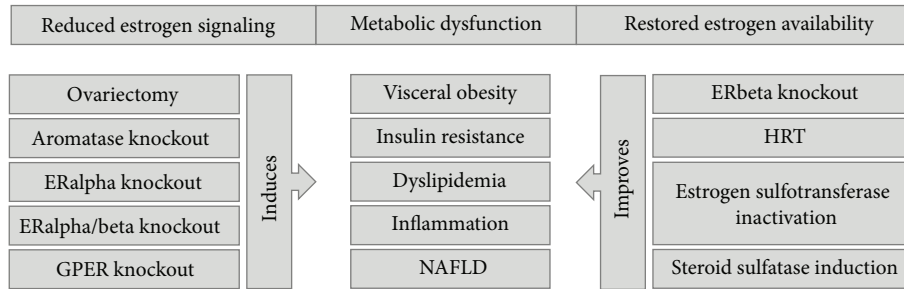 Reduced estrogen signaling
Metabolic dysfunction
Restored estrogen availability
Ovariectomy
Aromatase knockout
ERalpha knockout
ERalpha/beta knockout
GPER knockout
Induces
Visceral obesity
Insulin resistance
Dyslipidemia
Inflammation
NAFLD
Improves
ERbeta knockout
HRT
Estrogen sulfotransferase
inactivation
Steroid sulfatase induction